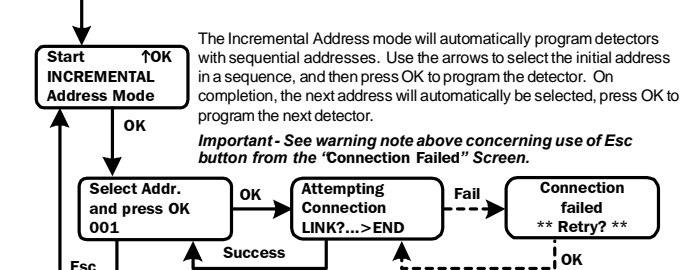 The Incremental Address mode will automatically program detectors
with sequential addresses. Use the arrows to select the initial address
in a sequence, and then press OK to program the detector. On
completion, the next address will automatically be selected, press OK to
program the next detector.
Important - See warning note above concerning use of Esc
button from the “Connection Failed” Screen.
Start ↑OK
INCREMENTAL
Address Mode
OK
Select Addr.
and press OK
001
OK
Attempting
Connection
LINK?...>END
Fail
Connection
failed
** Retry? **
Success
OK
Esc